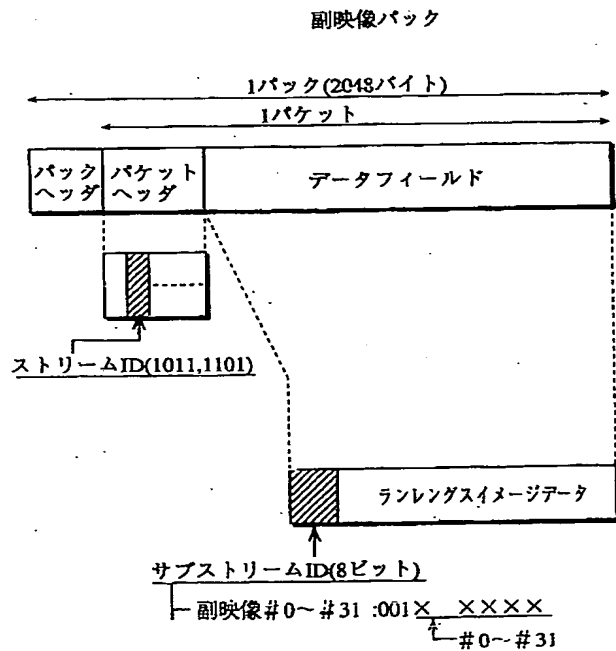 副映像パック
1パック(2048バイト)
1パケット
パック
ヘッダ
パケット
ヘッダ
データフィールド
ストリームID(1011,1101)
ランレングスイメージデータ
サブストリームID(8ビット)
副映像#0~#31 :001× ××××
#0~#31